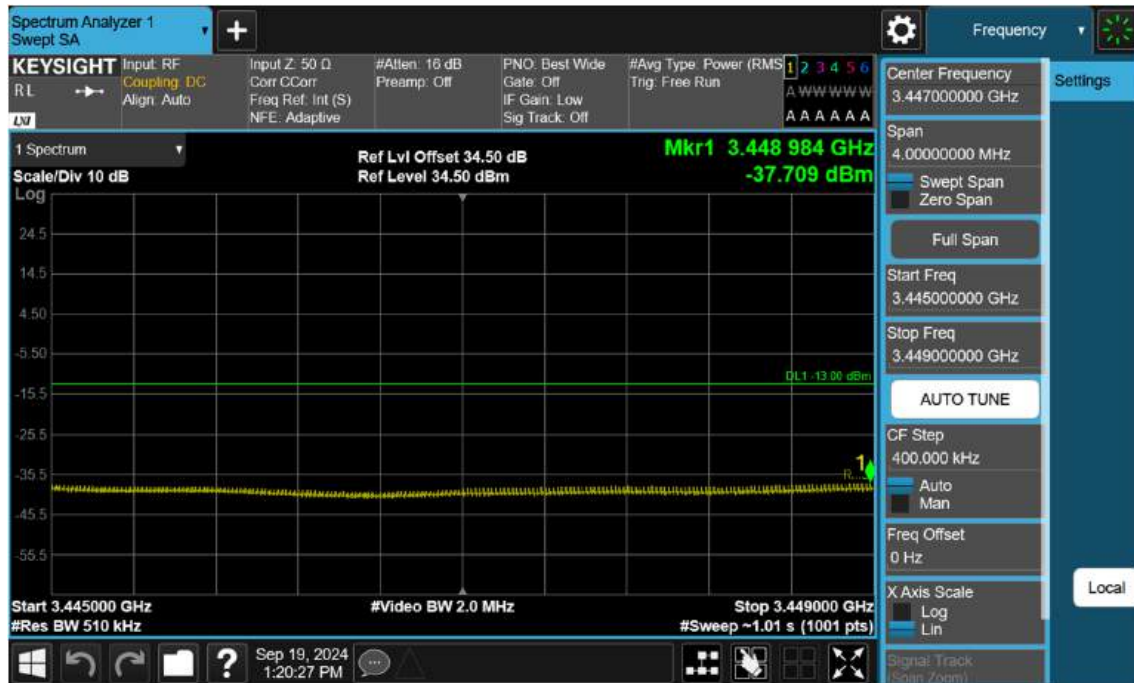 Spectrum Analyzer 1
Swept SA
+
Frequency
KEYSIGHT
RL
LXI
Input: RF
Coupling: DC
Align: Auto
Input Z: 50 Ω
Corr CCorr
Freq Ref: Int (S)
NFE: Adaptive
#Atten: 16 dB
Preamp: Off
PNO: Best Wide
Gate: Off
IF Gain: Low
Sig Track: Off
#Avg Type: Power (RMS
Trig: Free Run
1 2 3 4 5 6
A W W W W W
A A A A A A
1 Spectrum
Scale/Div 10 dB
Ref Lvl Offset 34.50 dB
Ref Level 34.50 dBm
Mkr1 3.448 984 GHz
-37.709 dBm
Log
24.5
14.5
4.50
-5.50
-15.5
-25.5
-35.5
-45.5
-55.5
DL1 -13.00 dBm
1
Start 3.445000 GHz
#Res BW 510 kHz
#Video BW 2.0 MHz
Stop 3.449000 GHz
#Sweep ~1.01 s (1001 pts)
Center Frequency
3.447000000 GHz
Span
4.00000000 MHz
Swept Span
Zero Span
Full Span
Start Freq
3.445000000 GHz
Stop Freq
3.449000000 GHz
AUTO TUNE
CF Step
400.000 kHz
Auto
Man
Freq Offset
0 Hz
X Axis Scale
Log
Lin
Signal Track
(Span Zoom)
Settings
Local
?
Sep 19, 2024
1:20:27 PM